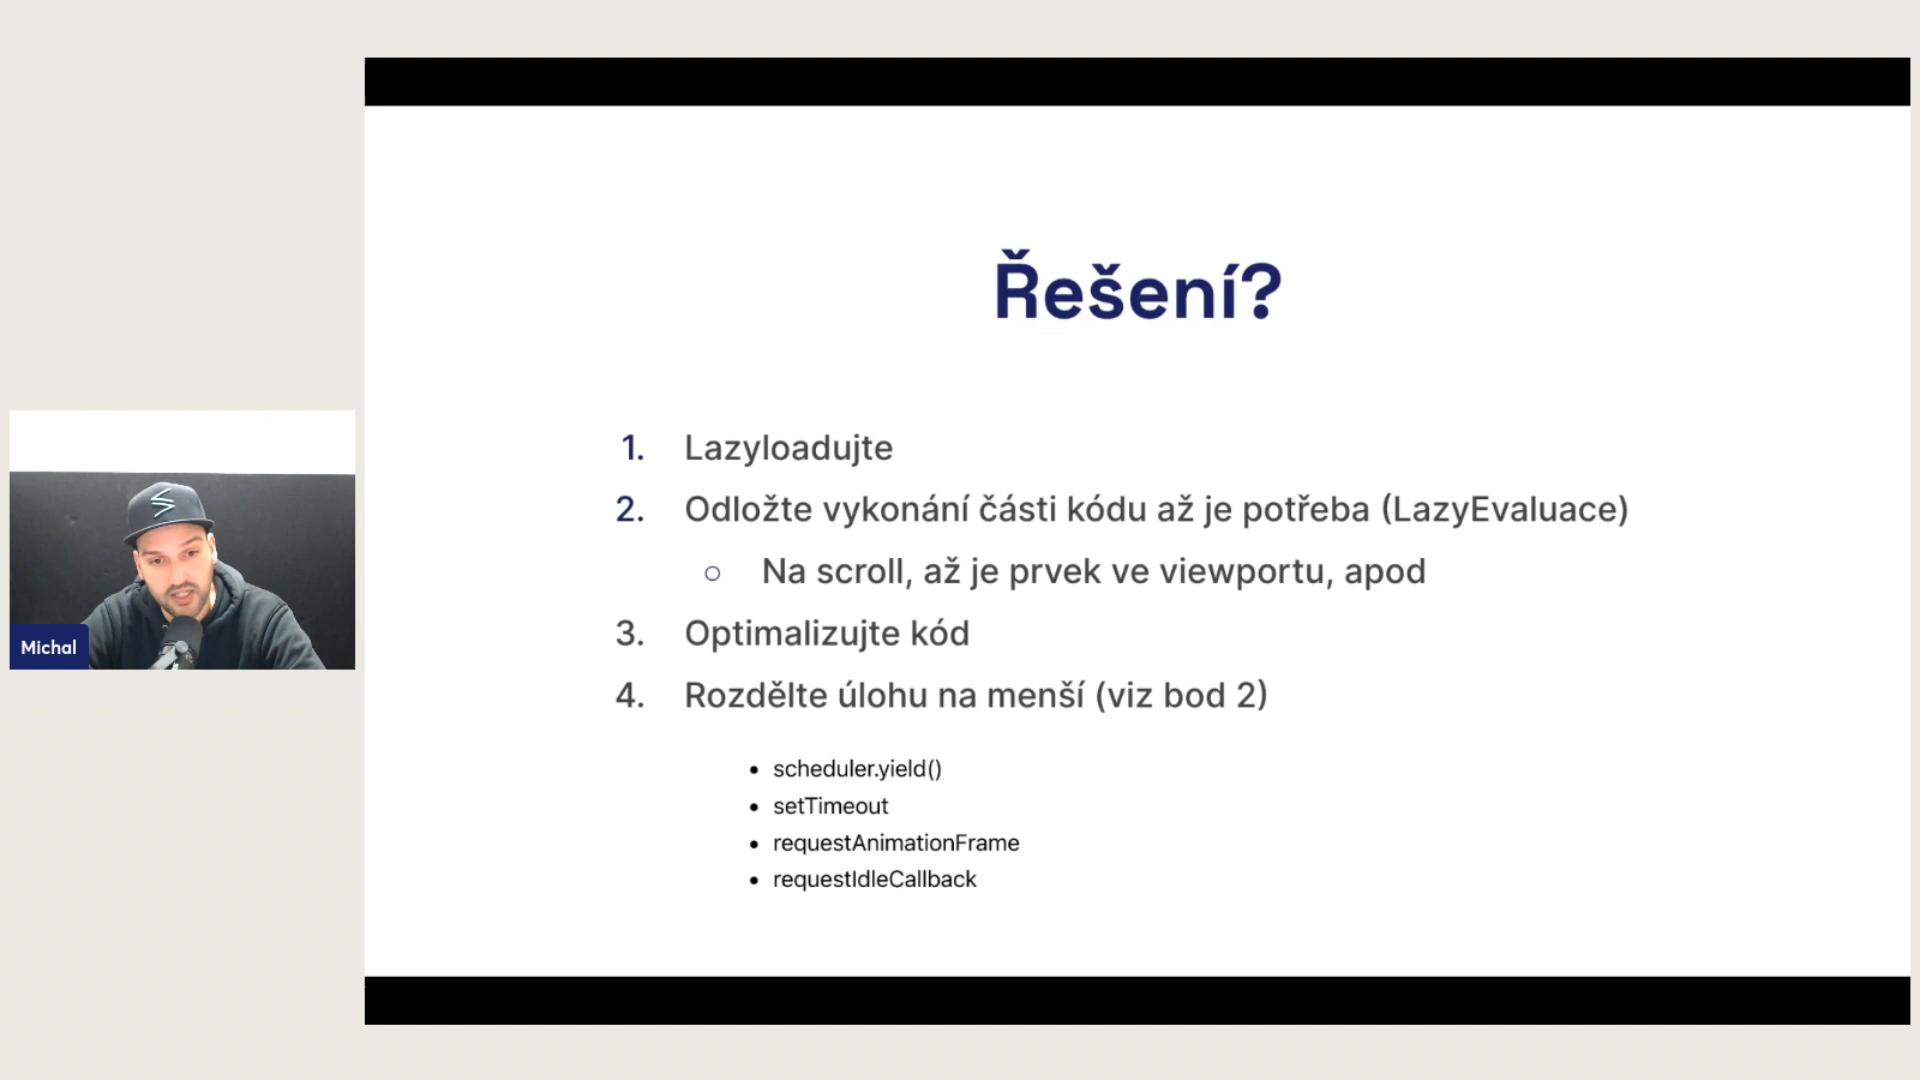 Řešení?
1. Lazyloadujte
2. Odložte vykonání části kódu až je potřeba (LazyEvaluace)
○ Na scroll, až je prvek ve viewportu, apod
3. Optimalizujte kód
4. Rozdělte úlohu na menší (viz bod 2)
• scheduler.yield()
• setTimeout
• requestAnimationFrame
• requestIdleCallback
Michal